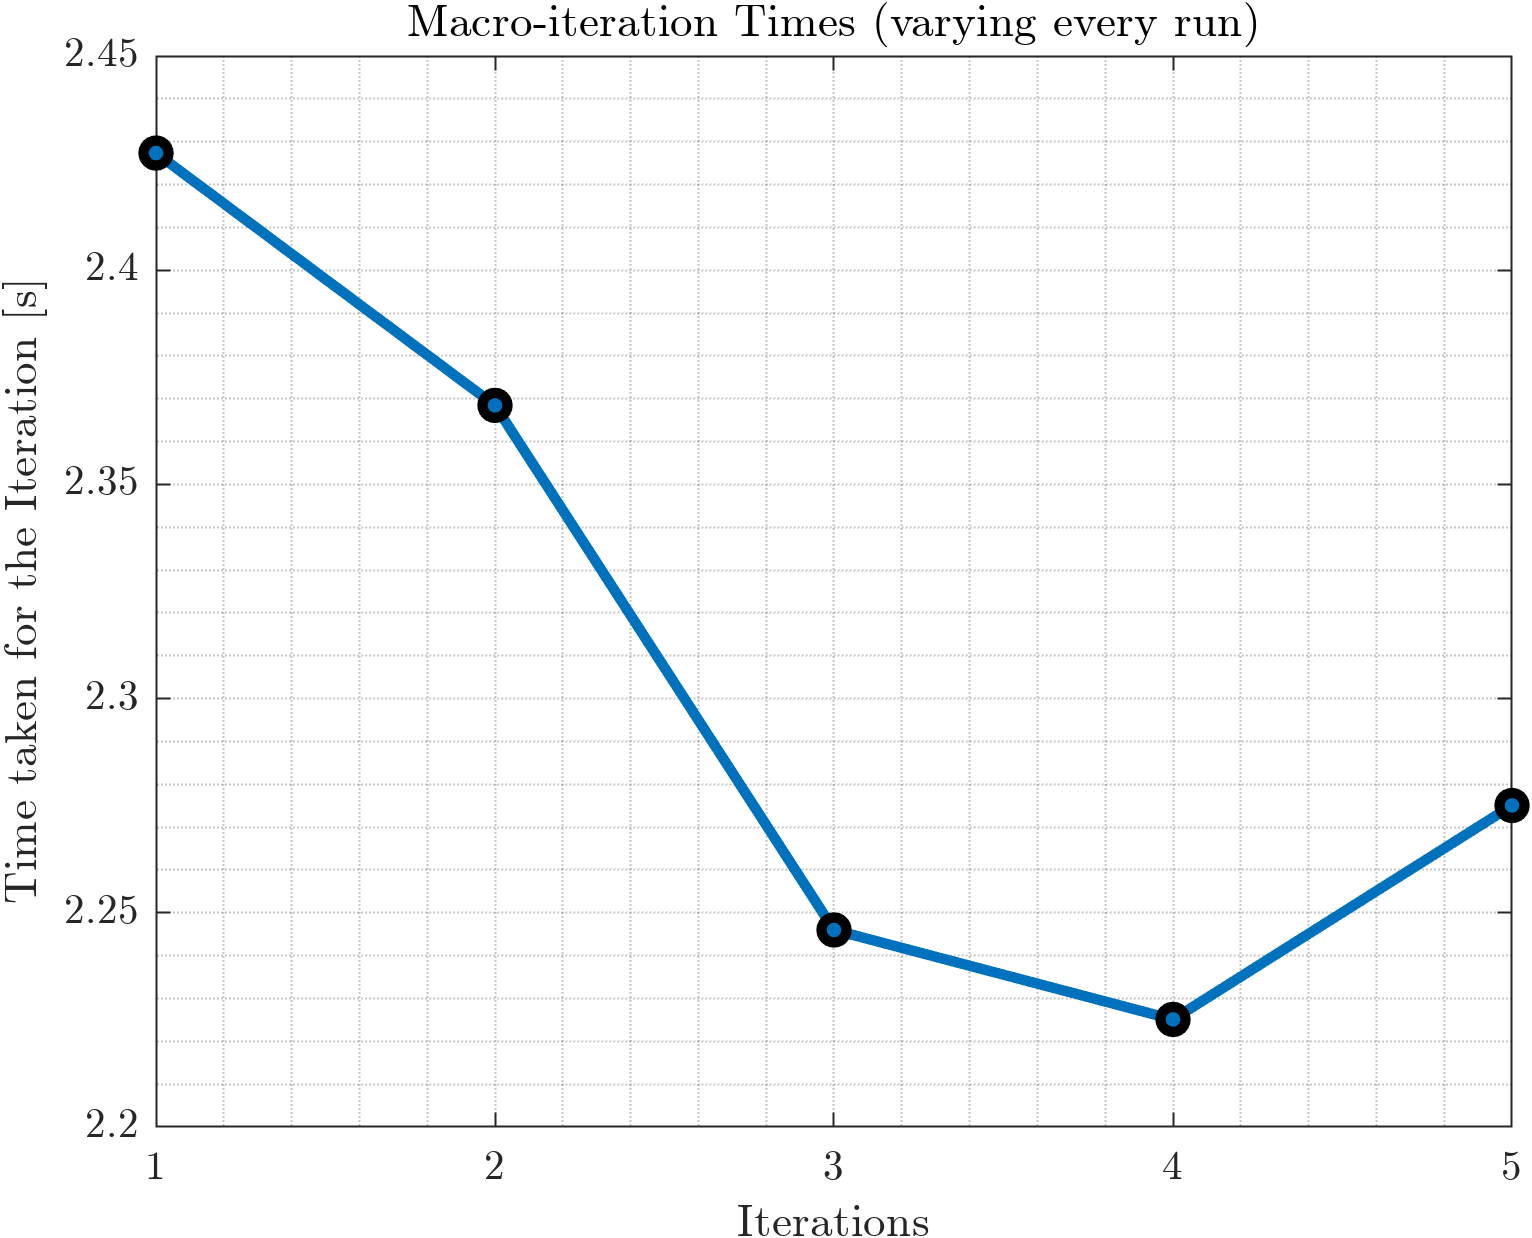 Macro-iteration Times (varying every run)
2.45
2.4
2.35
2.3
2.25
2.2
Time taken for the Iteration [s]
1 2 3 4 5
Iterations